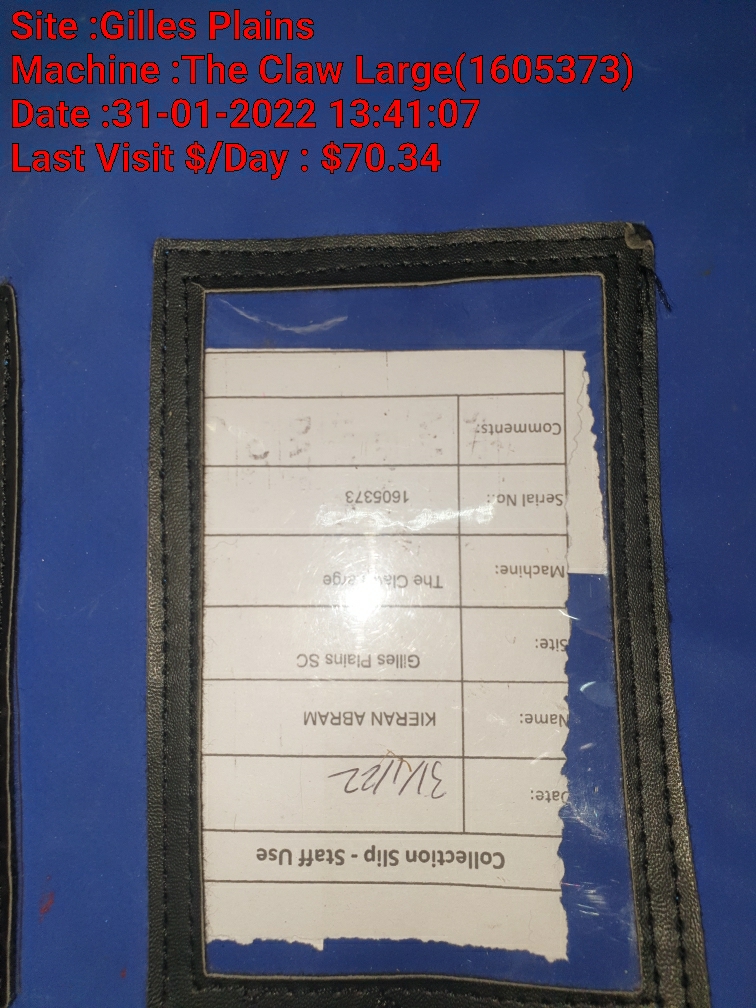 Site :Gilles Plains
Machine :The Claw Large(1605373)
Date :31-01-2022 13:41:07
Last Visit $/Day : $70.34
Collection Slip - Staff Use
Date: 31/1/22
Name: KIERAN ABRAM
Site: Gilles Plains SC
Machine: The Claw Large
Serial No.: 1605373
Comments: